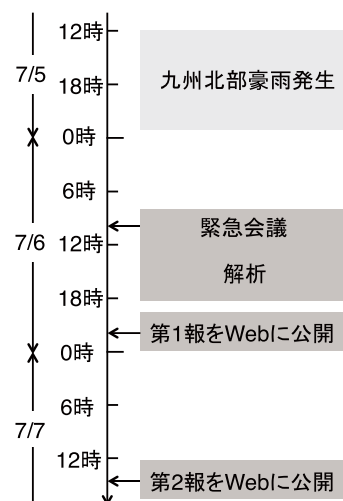 12時
7/5
18時
九州北部豪雨発生
0時
6時
緊急会議
7/6
12時
解析
18時
第1報をWebに公開
0時
6時
7/7
12時
第2報をWebに公開